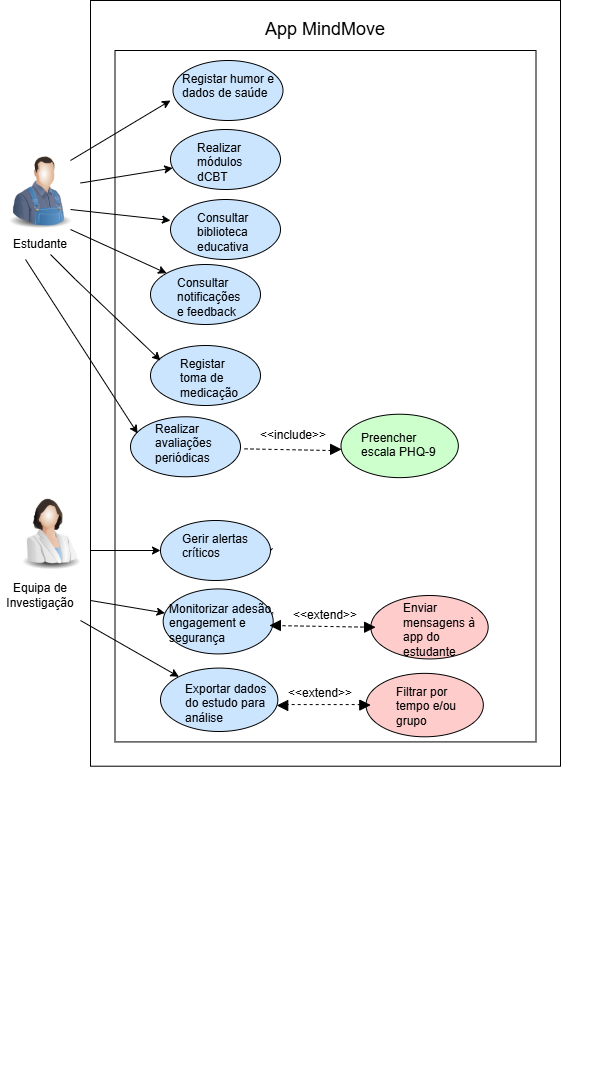 App MindMove
Registar humor e
dados de saúde
Realizar
módulos
dCBT
Consultar
biblioteca
educativa
Estudante
Consultar
notificações
e feedback
Registar
toma de
medicação
Realizar
avaliações
periódicas
<<include>>
Preencher
escala PHQ-9
Gerir alertas
críticos
Equipa de
Investigação
Monitorizar adesão,
engagement e
segurança
<<extend>>
Enviar
mensagens à
app do
estudante
Exportar dados
do estudo para
análise
<<extend>>
Filtrar por
tempo e/ou
grupo